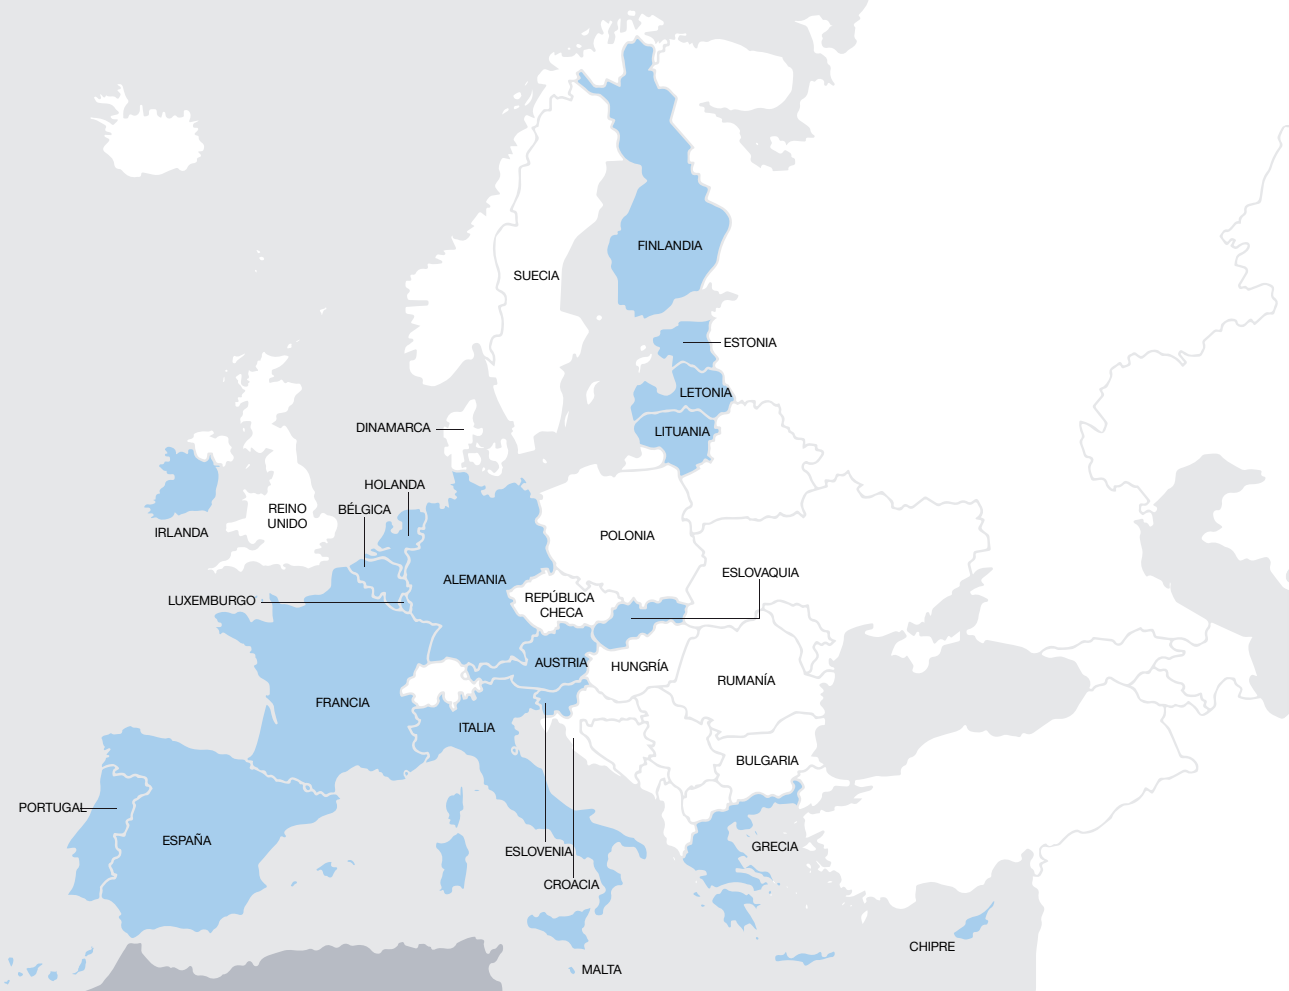 FINLANDIA
SUECIA
ESTONIA
LETONIA
DINAMARCA
LITUANIA
HOLANDA
BÉLGICA
REINO
UNIDO
IRLANDA
POLONIA
ESLOVAQUIA
ALEMANIA
LUXEMBURGO
REPÚBLICA
CHECA
AUSTRIA
HUNGRÍA
RUMANÍA
FRANCIA
ITALIA
BULGARIA
PORTUGAL
ESPAÑA
GRECIA
ESLOVENIA
CROACIA
CHIPRE
MALTA